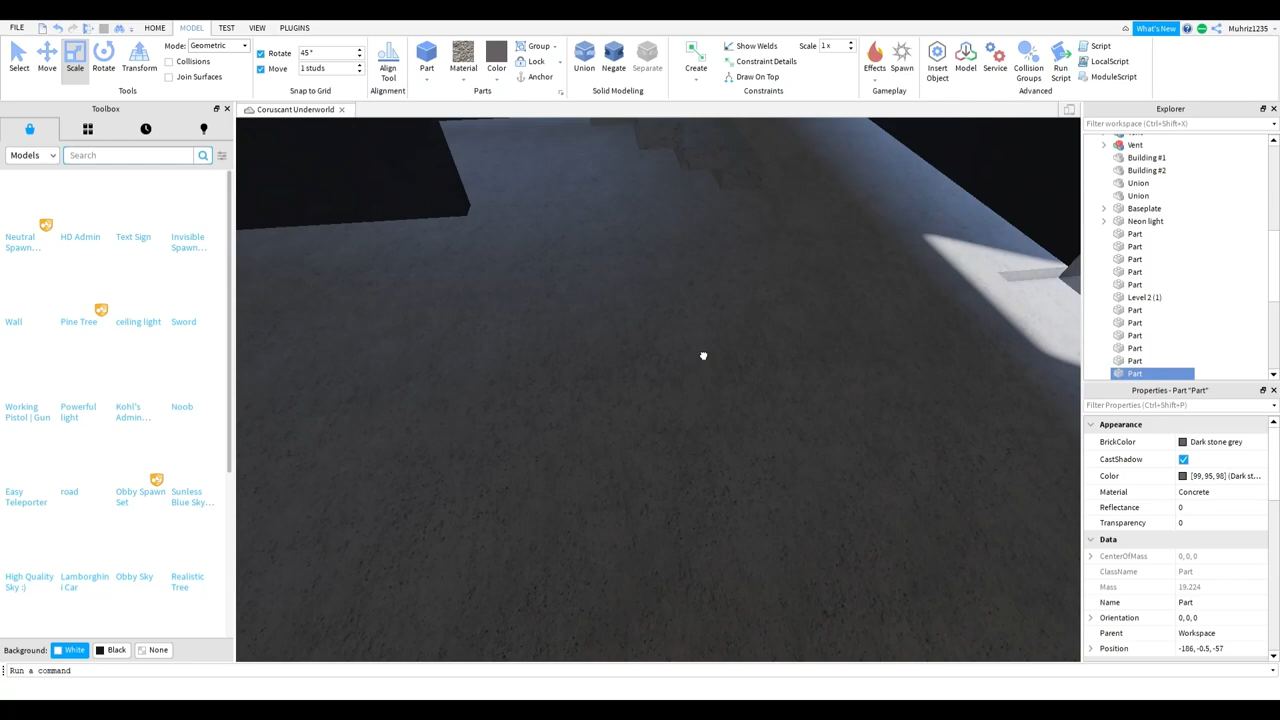 FILE HOME MODEL TEST VIEW PLUGINS What's New Muhriz1235
Select Move Scale Rotate Transform
Mode: Geometric
Collisions
Join Surfaces
Tools
Rotate 45°
Move 1 studs
Snap to Grid
Align Tool
Alignment
Part Material Color
Group
Lock
Anchor
Parts
Union Negate Separate
Solid Modeling
Create
Show Welds
Constraint Details
Draw On Top
Scale 1 x
Constraints
Effects Spawn
Gameplay
Insert Object
Model Service
Collision Groups
Run Script
Script
LocalScript
ModuleScript
Advanced
Toolbox
Coruscant Underworld
Models Search
Neutral Spawn...
HD Admin
Text Sign
Invisible Spawn...
Wall
Pine Tree
ceiling light
Sword
Working Pistol | Gun
Powerful light
Kohl's Admin...
Noob
Easy Teleporter
road
Obby Spawn Set
Sunless Blue Sky...
High Quality Sky :)
Lamborghini Car
Obby Sky
Realistic Tree
Background: White Black None
Run a command
Explorer
Filter workspace (Ctrl+Shift+X)
Vent
Building #1
Building #2
Union
Union
Baseplate
Neon light
Part
Part
Part
Part
Part
Level 2 (1)
Part
Part
Part
Part
Part
Part
Properties - Part "Part"
Filter Properties (Ctrl+Shift+P)
Appearance
BrickColor Dark stone grey
CastShadow
Color [99, 95, 98] (Dark st...
Material Concrete
Reflectance 0
Transparency 0
Data
CenterOfMass 0, 0, 0
ClassName Part
Mass 19.224
Name Part
Orientation 0, 0, 0
Parent Workspace
Position -186, -0.5, -57